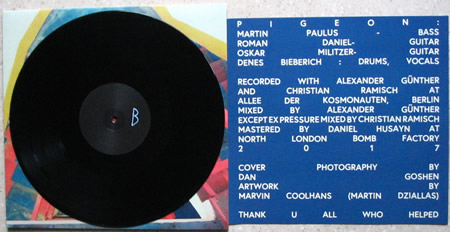 B
P I G E O N :
MARTIN PAULUS - BASS
ROMAN DANIEL- GUITAR
OSKAR MILITZER- GUITAR
DENES BIEBERICH : DRUMS, VOCALS
RECORDED WITH ALEXANDER GÜNTHER
AND CHRISTIAN RAMISCH AT
ALLEE DER KOSMONAUTEN, BERLIN
MIXED BY ALEXANDER GÜNTHER
EXCEPT EX PRESSURE MIXED BY CHRISTIAN RAMISCH
MASTERED BY DANIEL HUSAYN AT
NORTH LONDON BOMB FACTORY
2 0 1 7
COVER PHOTOGRAPHY BY
DAN GOSHEN
ARTWORK BY
MARVIN COOLHANS (MARTIN DZIALLAS)
THANK U ALL WHO HELPED